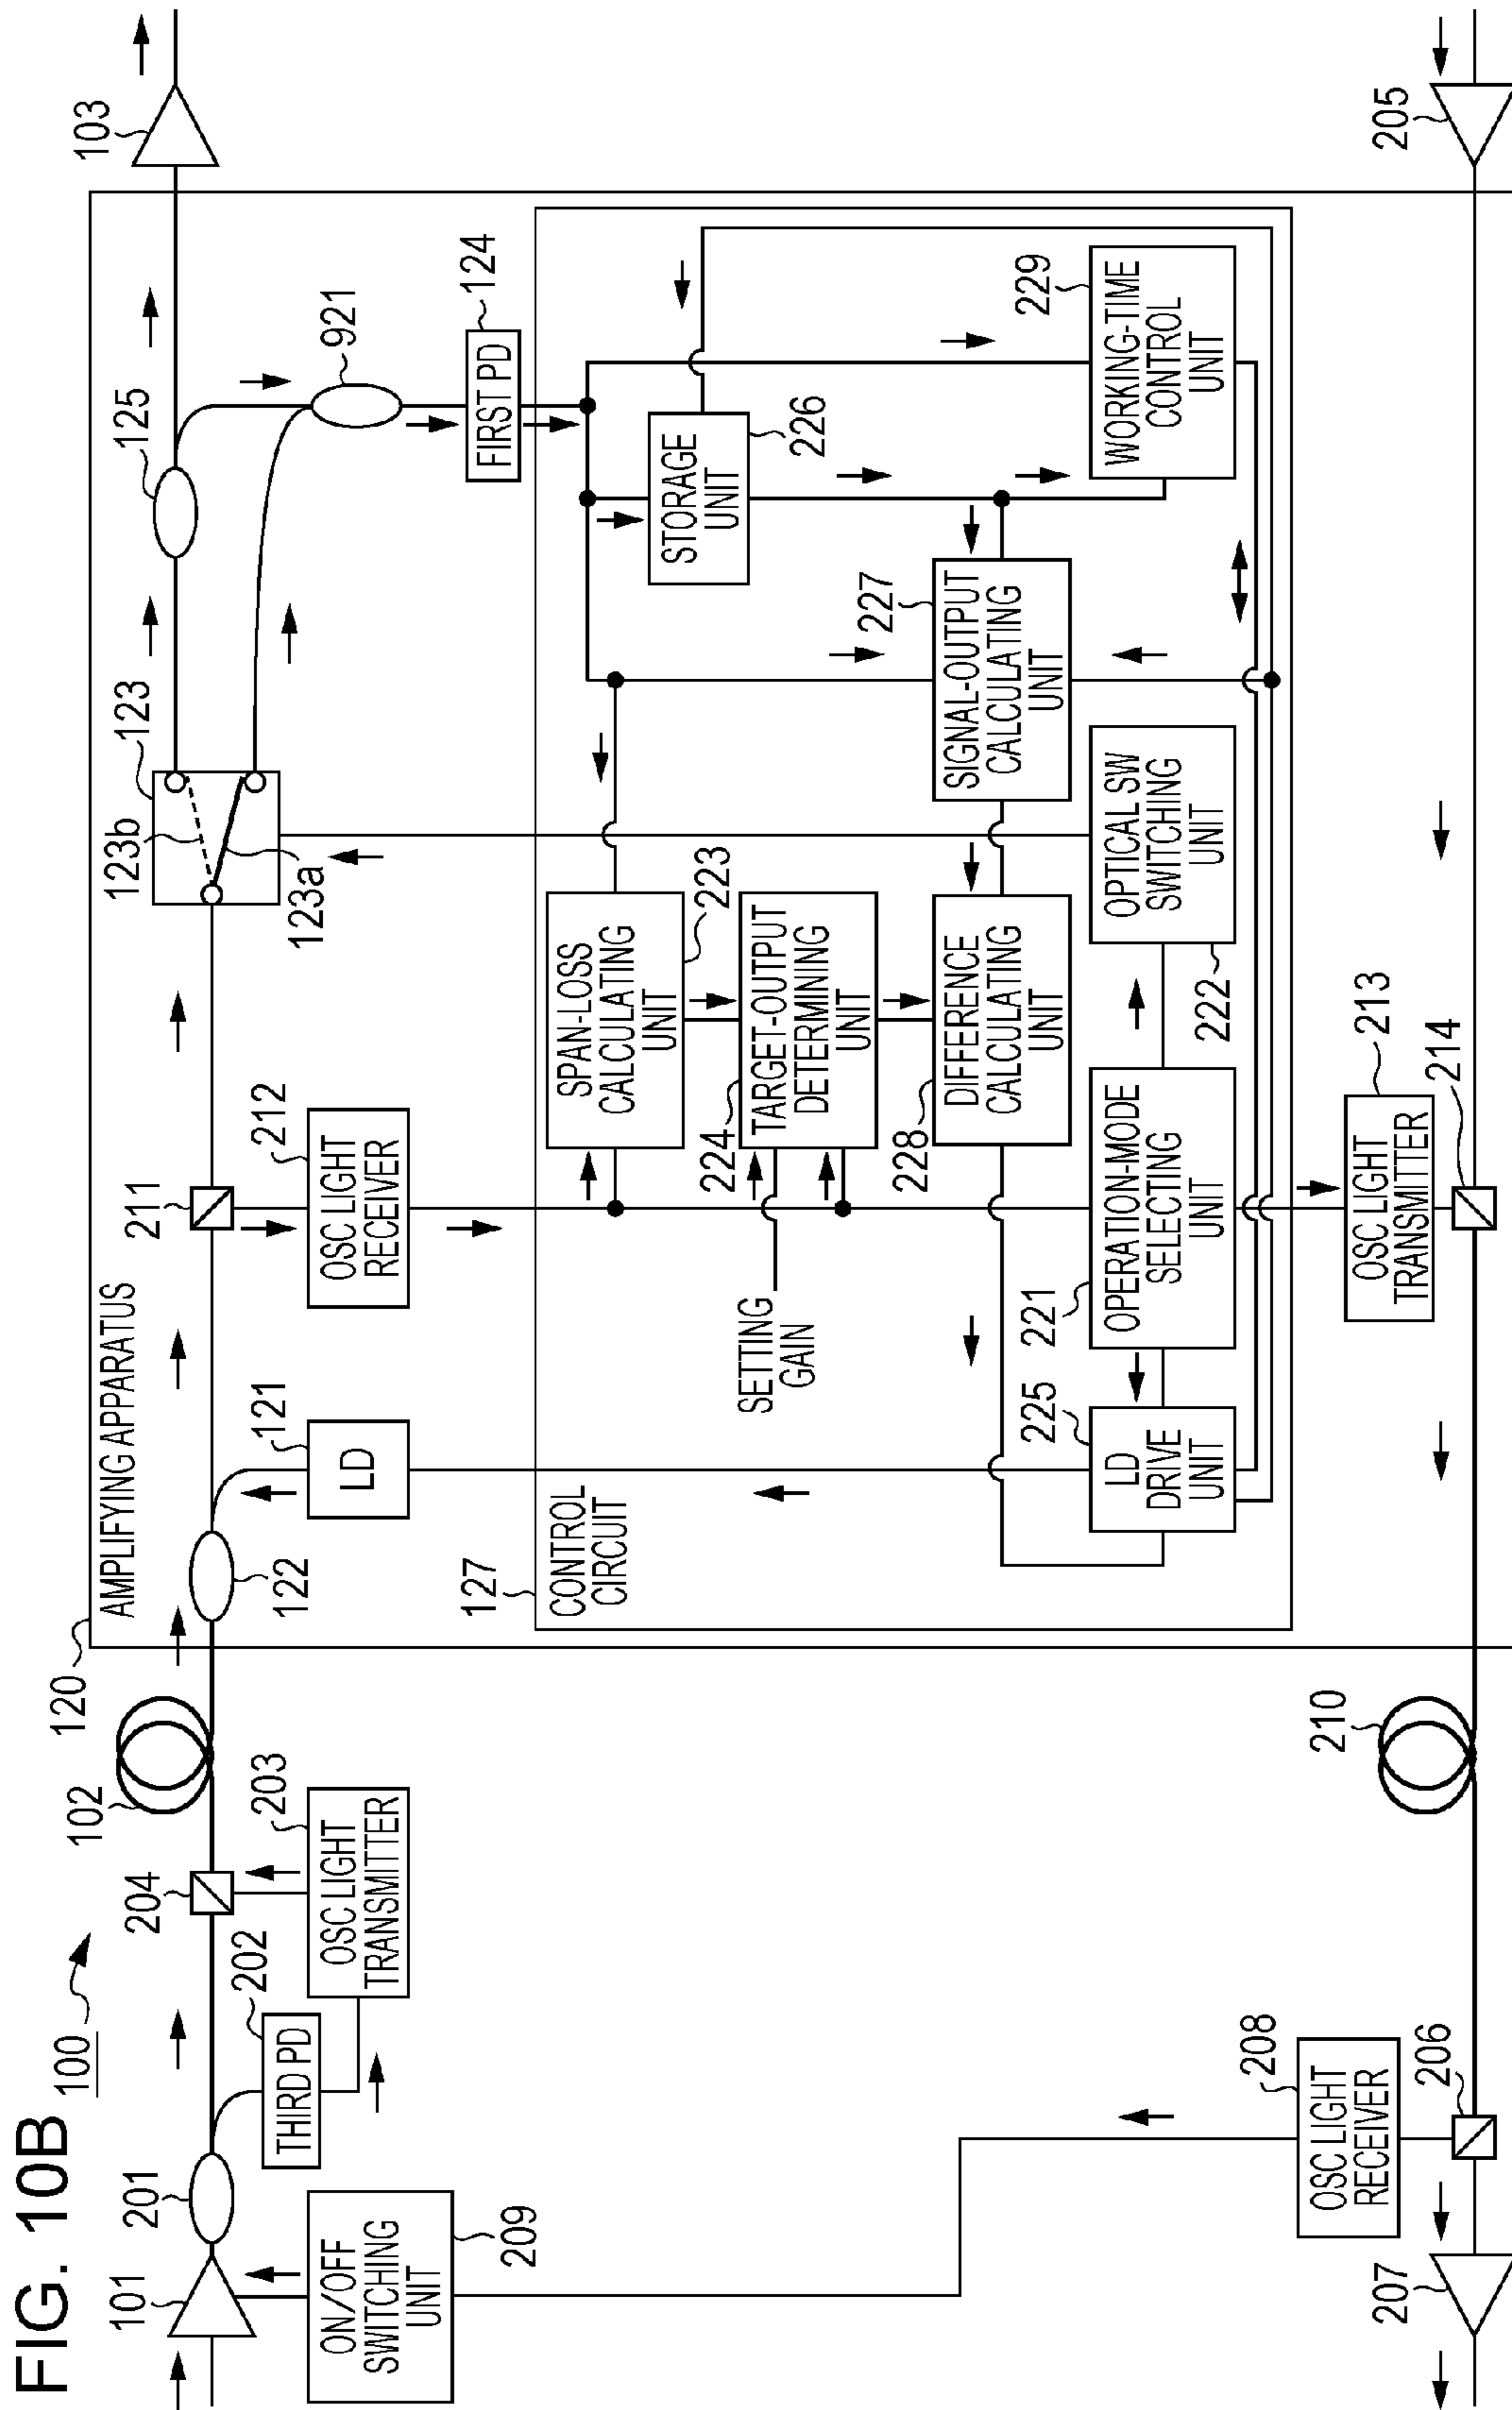 FIG. 10B
100
101
201
204
102
120
AMPLIFYING APPARATUS
122
121
LD
211
212
OSC LIGHT
RECEIVER
123
123b
123a
125
103
921
FIRST PD
124
202
THIRD PD
203
OSC LIGHT
TRANSMITTER
ON/OFF
SWITCHING
UNIT
209
127
CONTROL
CIRCUIT
SPAN-LOSS
CALCULATING
UNIT
223
SETTING
GAIN
224
TARGET-OUTPUT
DETERMINING
UNIT
STORAGE
UNIT
226
228
DIFFERENCE
CALCULATING
UNIT
227
SIGNAL-OUTPUT
CALCULATING
UNIT
225
LD
DRIVE
UNIT
221
OPERATION-MODE
SELECTING
UNIT
222
OPTICAL SW
SWITCHING
UNIT
229
WORKING-TIME
CONTROL
UNIT
208
OSC LIGHT
RECEIVER
213
OSC LIGHT
TRANSMITTER
207
206
210
214
205